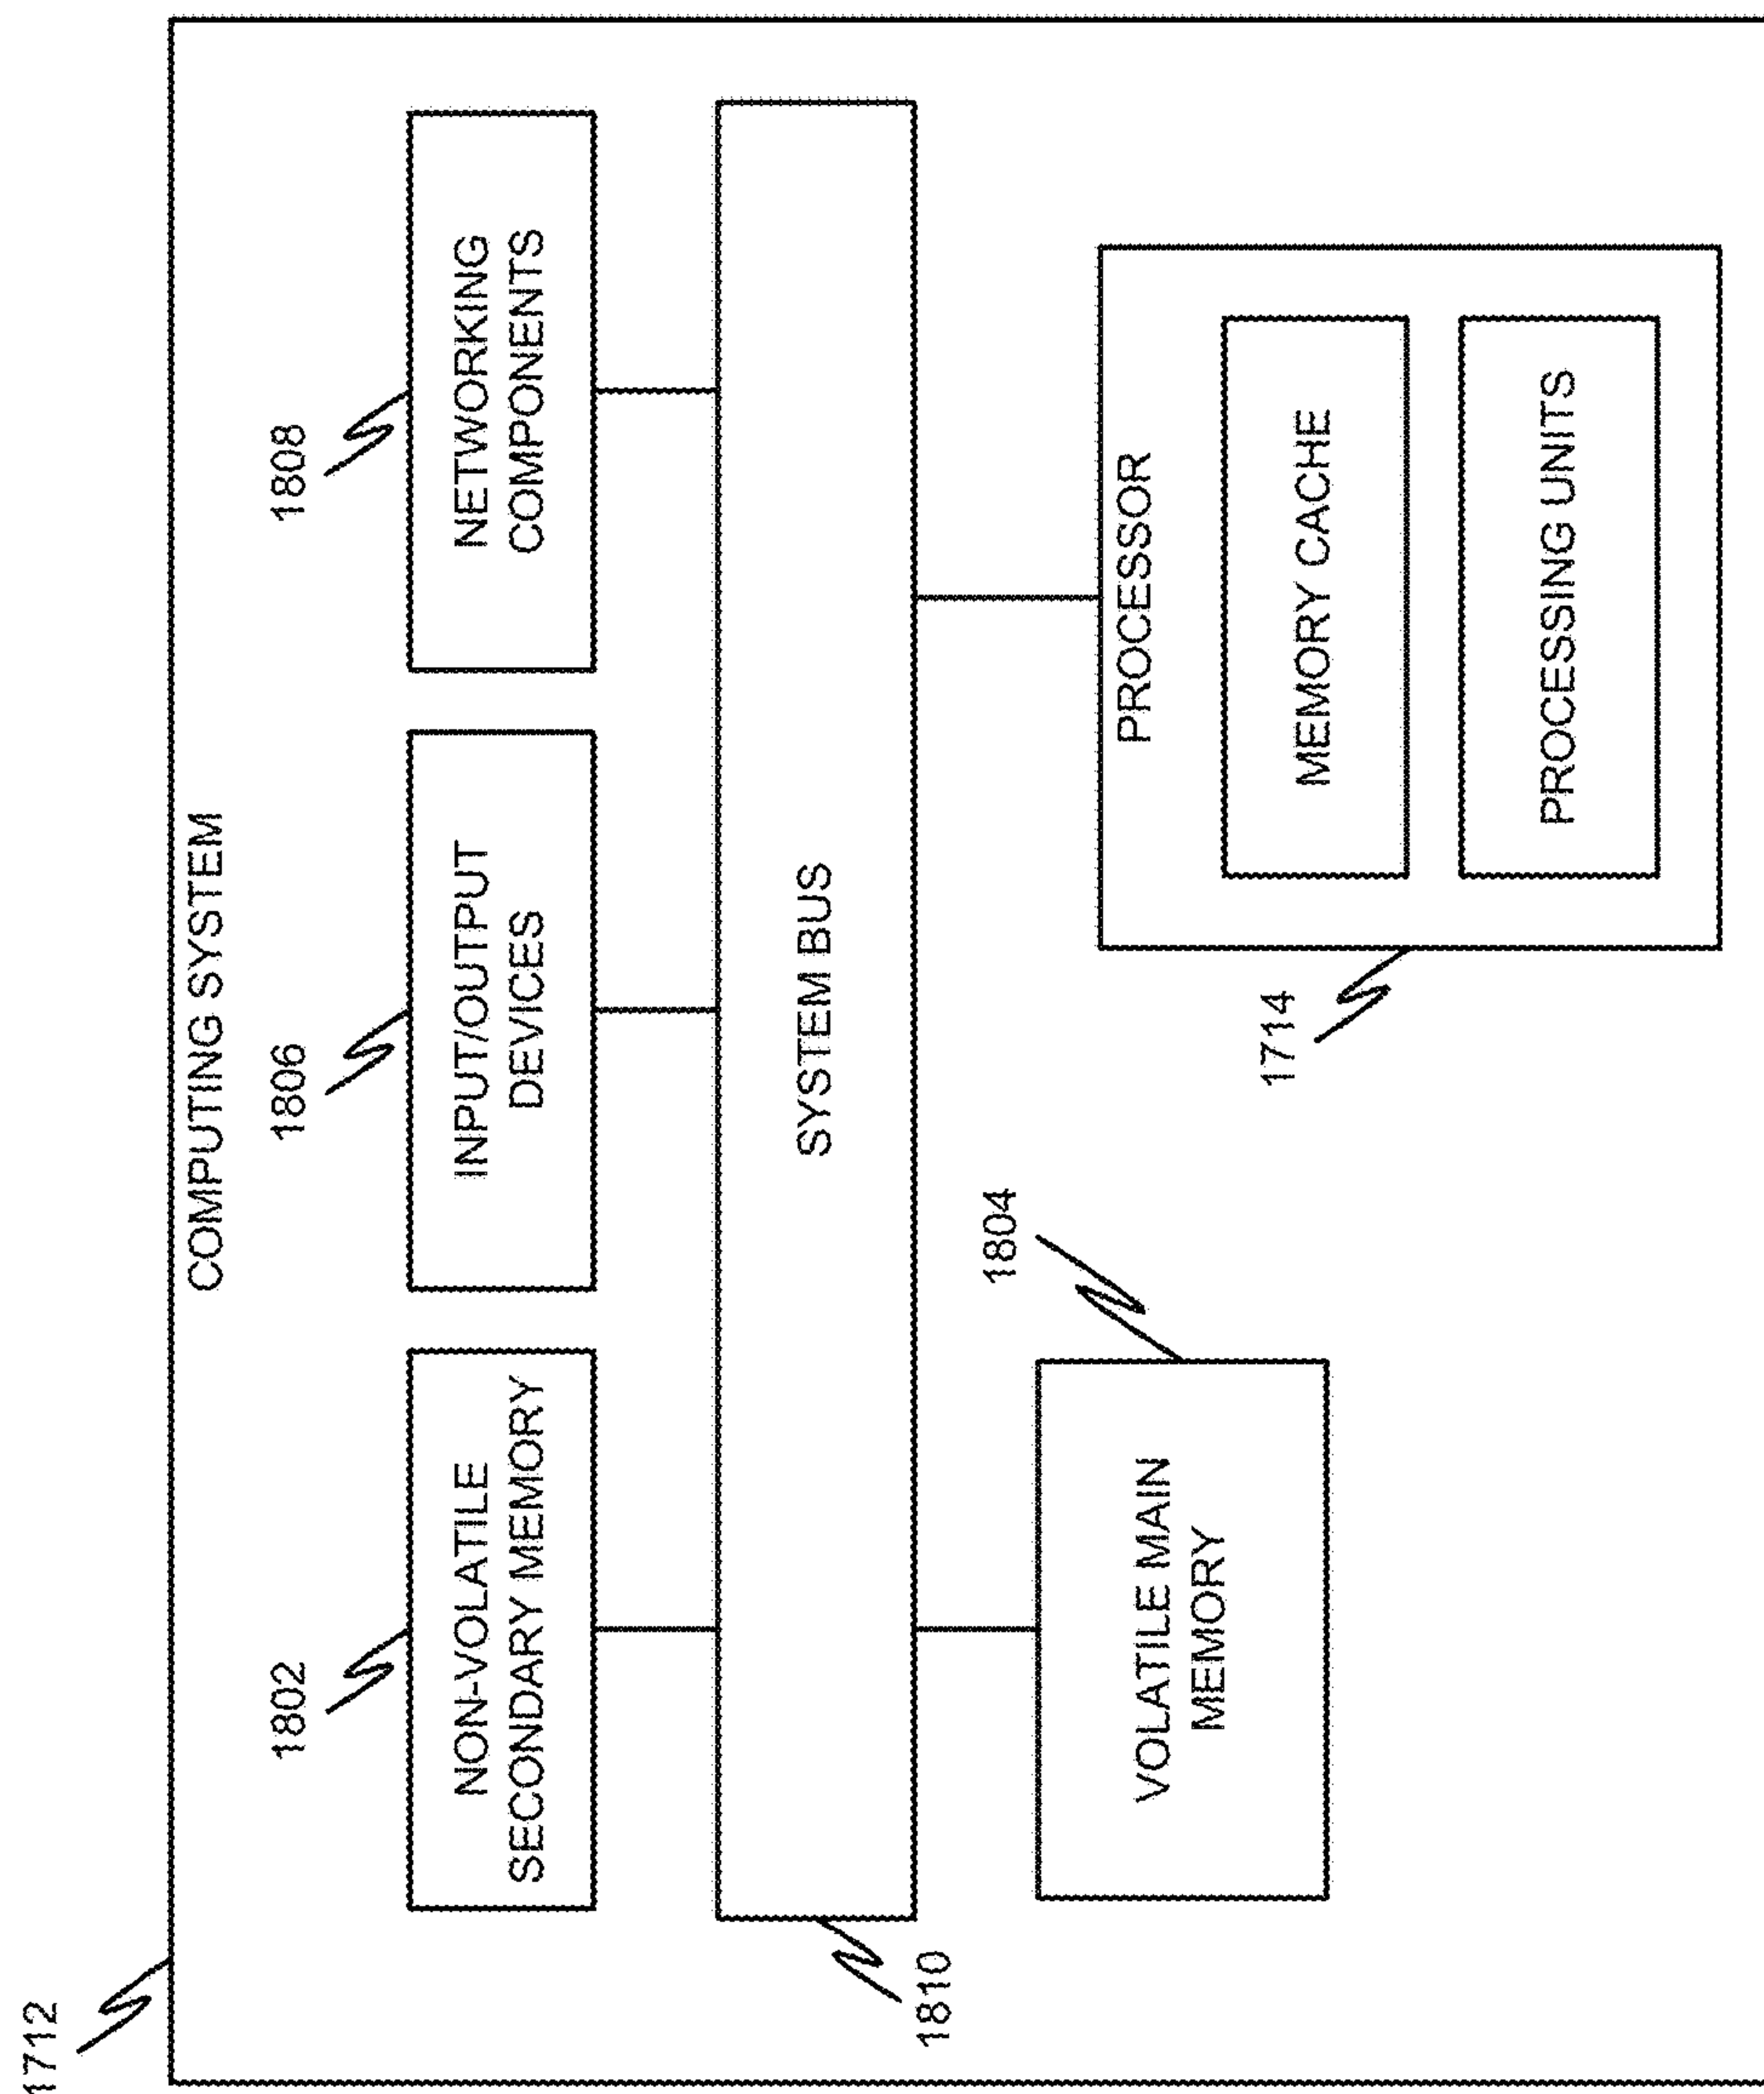 1712
COMPUTING SYSTEM
1802
1806
1808
NON-VOLATILE
SECONDARY MEMORY
INPUT/OUTPUT
DEVICES
NETWORKING
COMPONENTS
SYSTEM BUS
1810
1804
VOLATILE MAIN
MEMORY
1714
PROCESSOR
MEMORY CACHE
PROCESSING UNITS